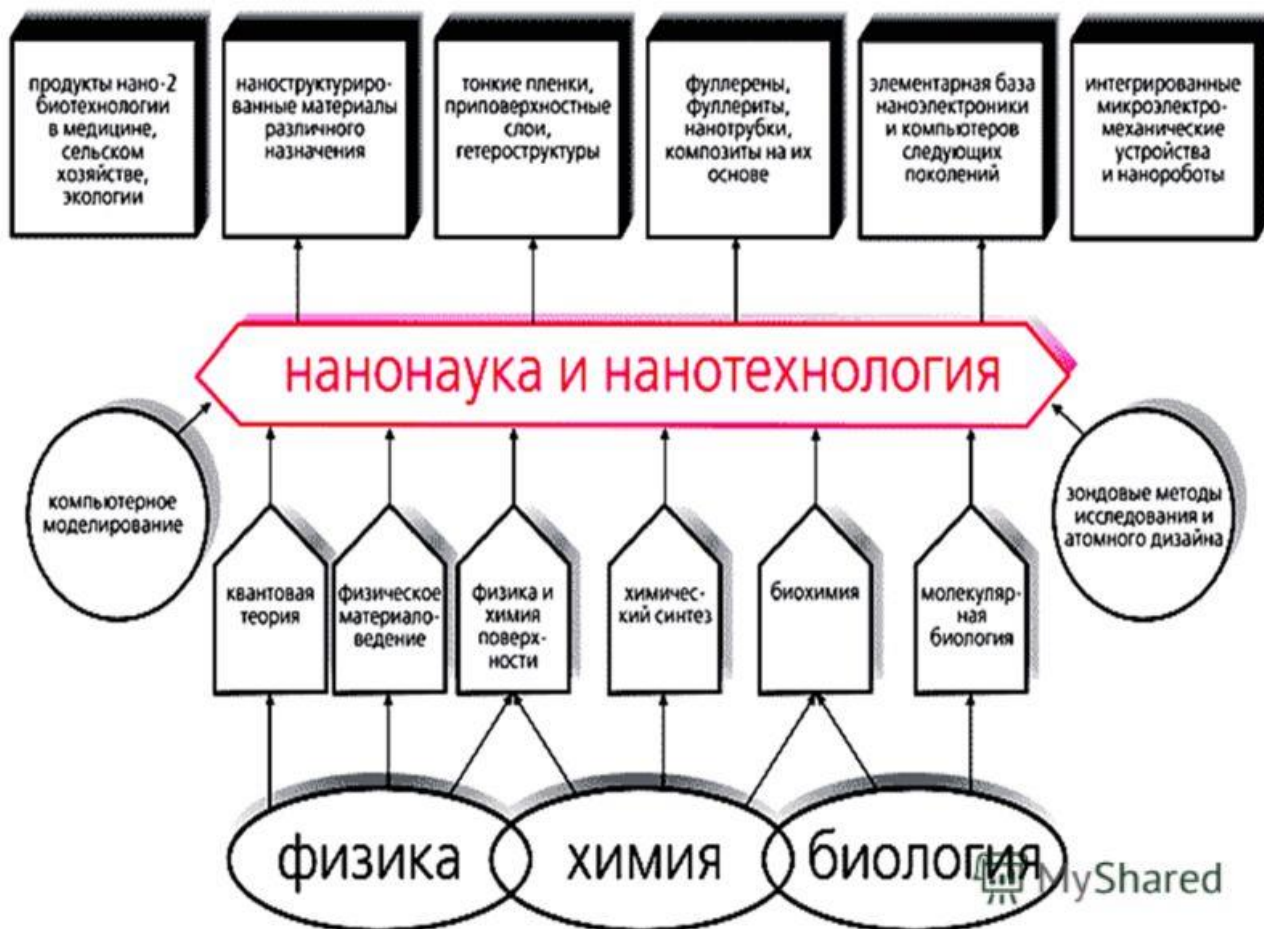 продукты нано-2
биотехнологии
в медицине,
сельском
хозяйстве,
экологии
наноструктуриро-
ванные материалы
различного
назначения
тонкие пленки,
приповерхностные
слои,
гетероструктуры
фуллерены,
фуллериты,
нанотрубки,
композиты на их
основе
элементарная база
наноэлектроники
и компьютеров
следующих
поколений
интегрированные
микроэлектро-
механические
устройства
и нанороботы
нанонаука и нанотехнология
компьютерное
моделирование
зондовые методы
исследования и
атомного дизайна
квантовая
теория
физическое
материало-
ведение
физика и
химия
поверх-
ности
химичес-
кий синтез
биохимия
молекуляр-
ная
биология
физика
химия
биология
MyShared